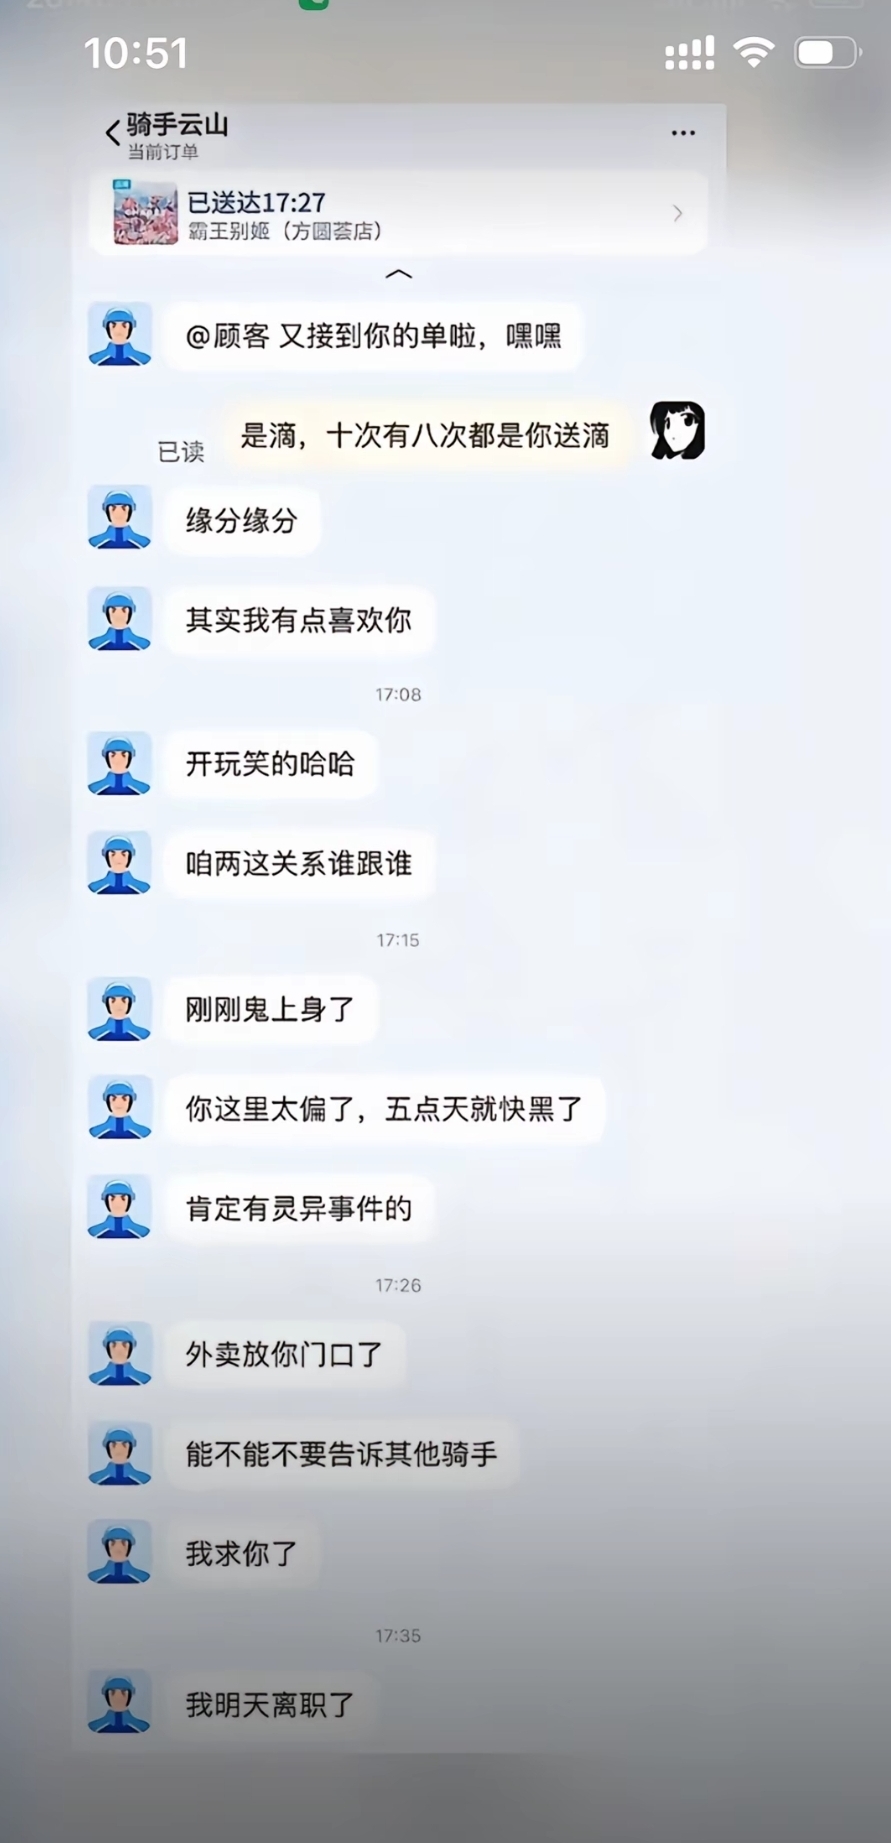 10:51
骑手云山
当前订单
已送达17:27
霸王别姬（方圆荟店）
@顾客 又接到你的单啦，嘿嘿
是滴，十次有八次都是你送滴
已读
缘分缘分
其实我有点喜欢你
17:08
开玩笑的哈哈
咱两这关系谁跟谁
17:15
刚刚鬼上身了
你这里太偏了，五点天就快黑了
肯定有灵异事件的
17:26
外卖放你门口了
能不能不要告诉其他骑手
我求你了
17:35
我明天离职了